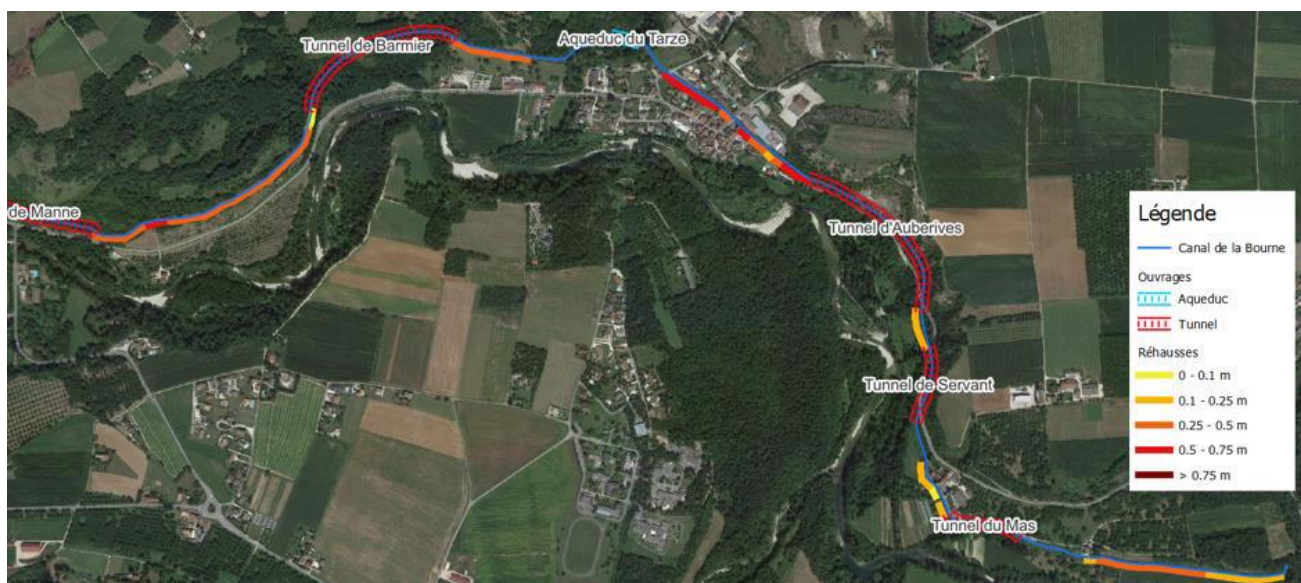 Tunnel de Barmier
Aqueduc du Tarze
de Manne
Tunnel d'Auberives
Tunnel de Servant
Tunnel du Mas
Légende
Canal de la Bourne
Ouvrages
Aqueduc
Tunnel
Réhausses
0 - 0.1 m
0.1 - 0.25 m
0.25 - 0.5 m
0.5 - 0.75 m
> 0.75 m